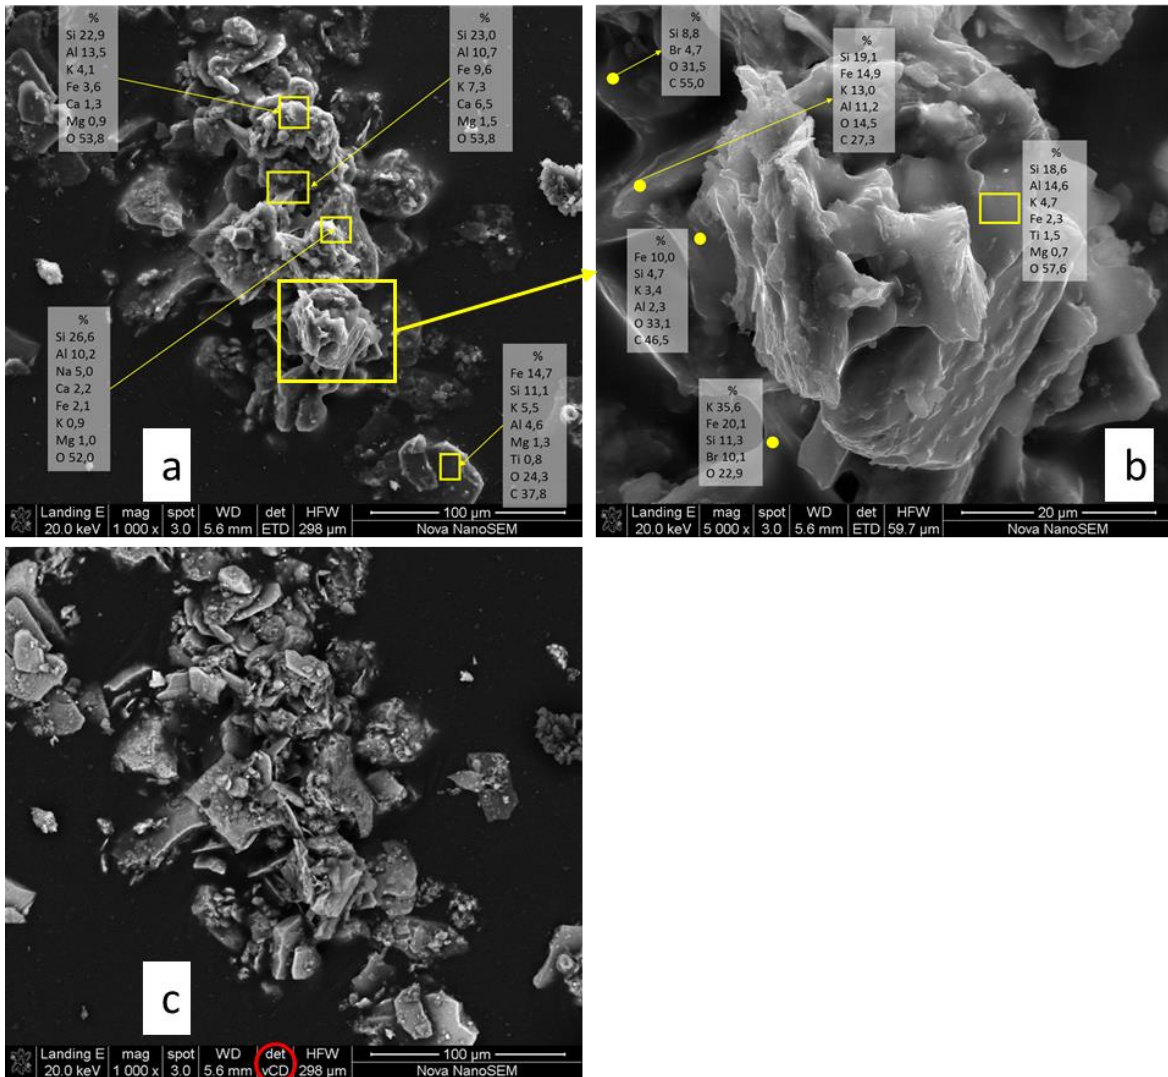 %
Si 22,9
Al 13,5
K 4,1
Fe 3,6
Ca 1,3
Mg 0,9
O 53,8
%
Si 23,0
Al 10,7
Fe 9,6
K 7,3
Ca 6,5
Mg 1,5
O 53,8
%
Si 26,6
Al 10,2
Na 5,0
Ca 2,2
Fe 2,1
K 0,9
Mg 1,0
O 52,0
%
Fe 14,7
Si 11,1
K 5,5
Al 4,6
Mg 1,3
Ti 0,8
O 24,3
C 37,8
a
Landing E mag spot WD det HFW 100 µm
20.0 keV 1 000 x 3.0 5.6 mm ETD 298 µm Nova NanoSEM
%
Si 8,8
Br 4,7
O 31,5
C 55,0
%
Si 19,1
Fe 14,9
K 13,0
Al 11,2
O 14,5
C 27,3
%
Si 18,6
Al 14,6
K 4,7
Fe 2,3
Ti 1,5
Mg 0,7
O 57,6
%
Fe 10,0
Si 4,7
K 3,4
Al 2,3
O 33,1
C 46,5
%
K 35,6
Fe 20,1
Si 11,3
Br 10,1
O 22,9
b
Landing E mag spot WD det HFW 20 µm
20.0 keV 5 000 x 3.0 5.6 mm ETD 59.7 µm Nova NanoSEM
c
Landing E mag spot WD det HFW 100 µm
20.0 keV 1 000 x 3.0 5.6 mm vCD 298 µm Nova NanoSEM